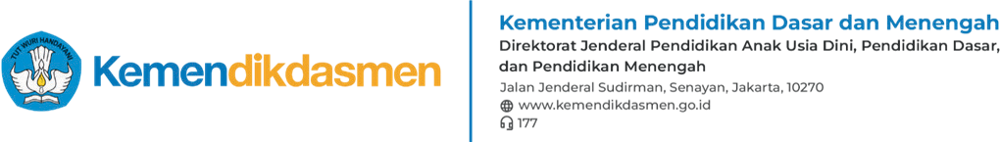 TUT WURI HANDAYANI
Kemendikdasmen
Kementerian Pendidikan Dasar dan Menengah
Direktorat Jenderal Pendidikan Anak Usia Dini, Pendidikan Dasar,
dan Pendidikan Menengah
Jalan Jenderal Sudirman, Senayan, Jakarta, 10270
www.kemendikdasmen.go.id
177